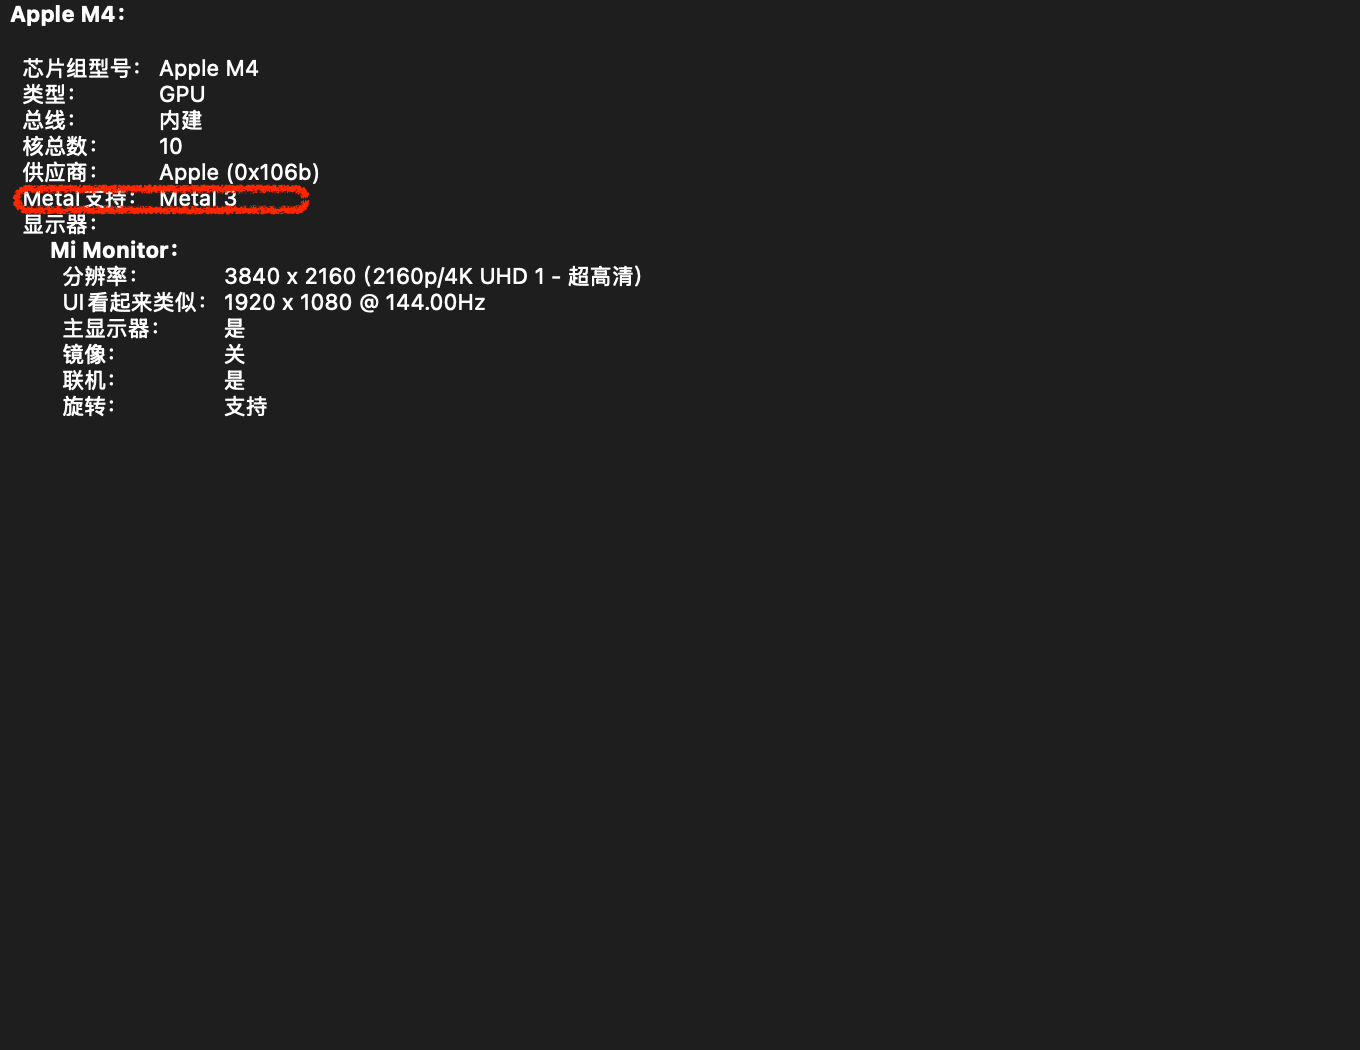 Apple M4：
芯片组型号： Apple M4
类型： GPU
总线： 内建
核总数： 10
供应商： Apple (0x106b)
Metal 支持： Metal 3
显示器：
Mi Monitor：
分辨率： 3840 x 2160（2160p/4K UHD 1 - 超高清）
UI 看起来类似： 1920 x 1080 @ 144.00Hz
主显示器： 是
镜像： 关
联机： 是
旋转： 支持